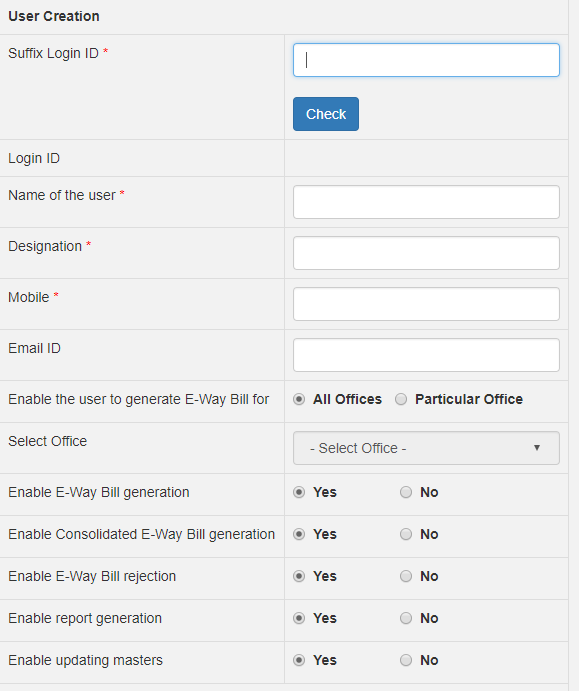 User Creation
Suffix Login ID *
Check
Login ID
Name of the user *
Designation *
Mobile *
Email ID
Enable the user to generate E-Way Bill for All Offices Particular Office
Select Office - Select Office -
Enable E-Way Bill generation Yes No
Enable Consolidated E-Way Bill generation Yes No
Enable E-Way Bill rejection Yes No
Enable report generation Yes No
Enable updating masters Yes No